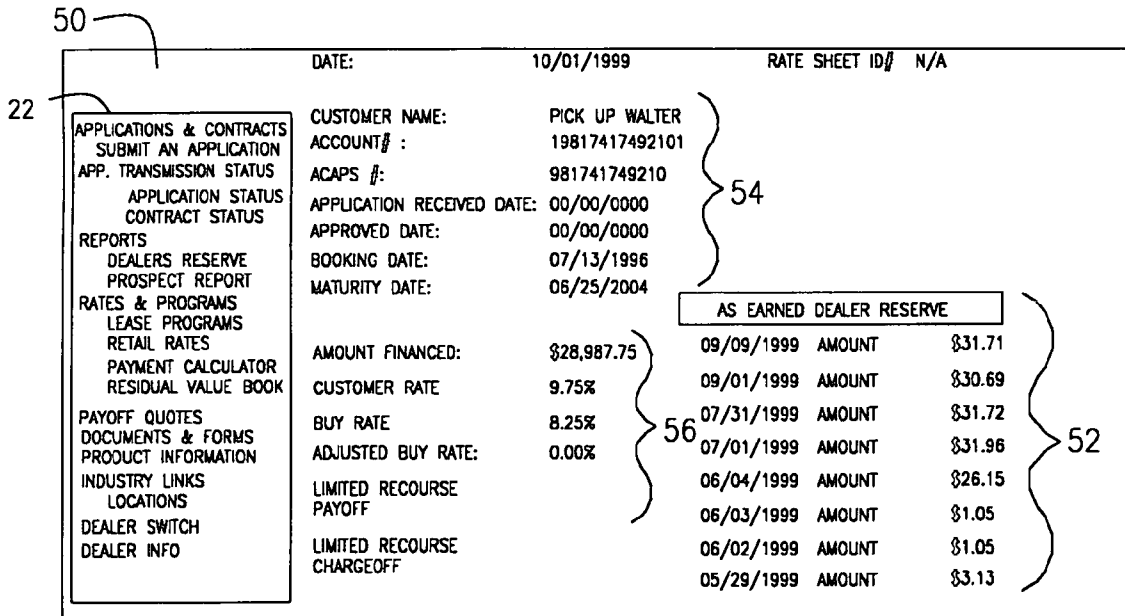 50
DATE: 10/01/1999 RATE SHEET ID# N/A
22
APPLICATIONS & CONTRACTS
SUBMIT AN APPLICATION
APP. TRANSMISSION STATUS
APPLICATION STATUS
CONTRACT STATUS
REPORTS
DEALERS RESERVE
PROSPECT REPORT
RATES & PROGRAMS
LEASE PROGRAMS
RETAIL RATES
PAYMENT CALCULATOR
RESIDUAL VALUE BOOK
PAYOFF QUOTES
DOCUMENTS & FORMS
PRODUCT INFORMATION
INDUSTRY LINKS
LOCATIONS
DEALER SWITCH
DEALER INFO
CUSTOMER NAME: PICK UP WALTER
ACCOUNT# : 19817417492101
ACAPS #: 981741749210
APPLICATION RECEIVED DATE: 00/00/0000
APPROVED DATE: 00/00/0000
BOOKING DATE: 07/13/1996
MATURITY DATE: 06/25/2004
54
AMOUNT FINANCED: $28,987.75
CUSTOMER RATE 9.75%
BUY RATE 8.25%
ADJUSTED BUY RATE: 0.00%
LIMITED RECOURSE
PAYOFF
56
LIMITED RECOURSE
CHARGEOFF
AS EARNED DEALER RESERVE
09/09/1999 AMOUNT $31.71
09/01/1999 AMOUNT $30.69
07/31/1999 AMOUNT $31.72
07/01/1999 AMOUNT $31.96
06/04/1999 AMOUNT $26.15
06/03/1999 AMOUNT $1.05
06/02/1999 AMOUNT $1.05
05/29/1999 AMOUNT $3.13
52